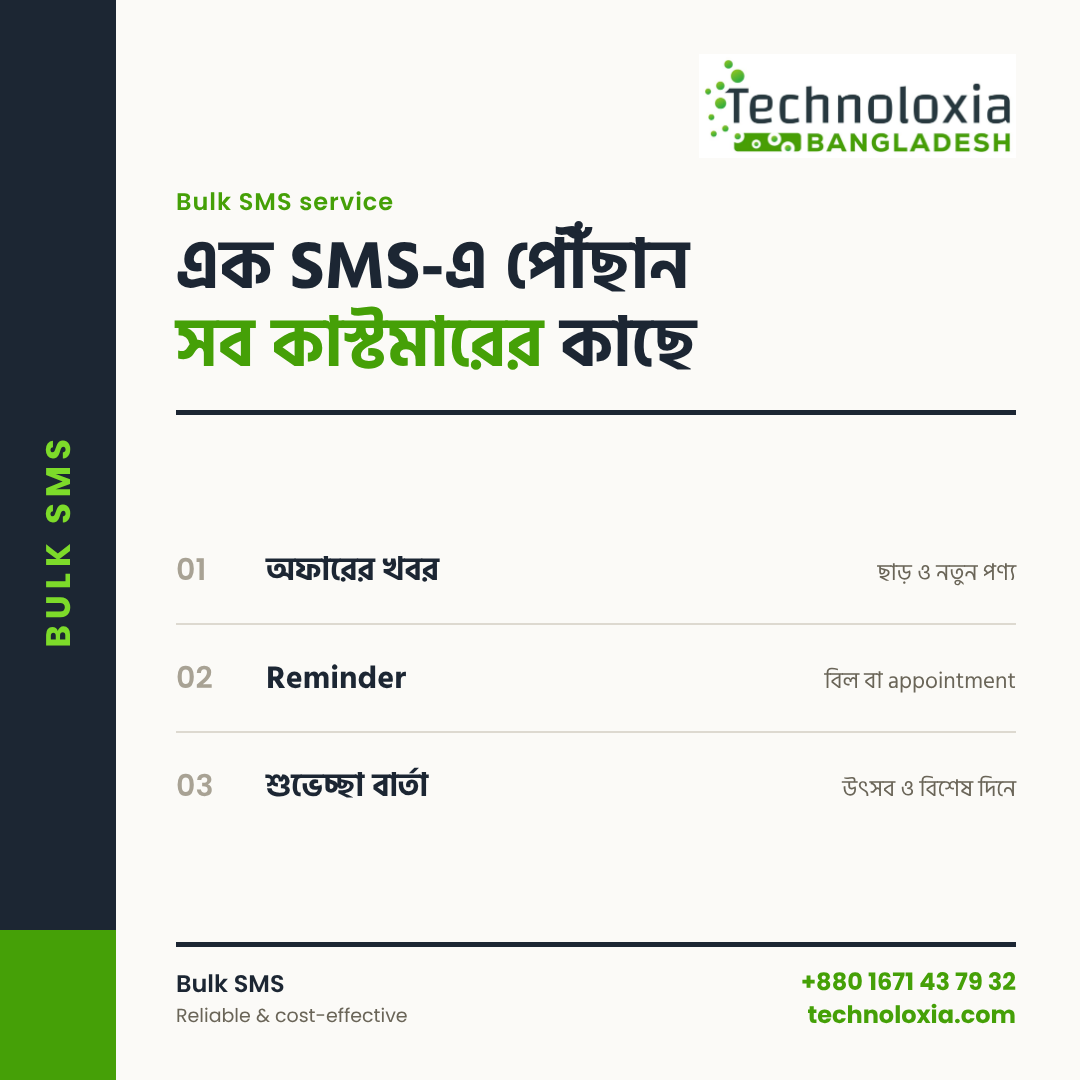 Technoloxia
BANGLADESH
Bulk SMS service
এক SMS-এ পৌঁছান
সব কাস্টমারের কাছে
BULK SMS
01 অফারের খবর ছাড় ও নতুন পণ্য
02 Reminder বিল বা appointment
03 শুভেচ্ছা বার্তা উৎসব ও বিশেষ দিনে
Bulk SMS +880 1671 43 79 32
Reliable & cost-effective technoloxia.com